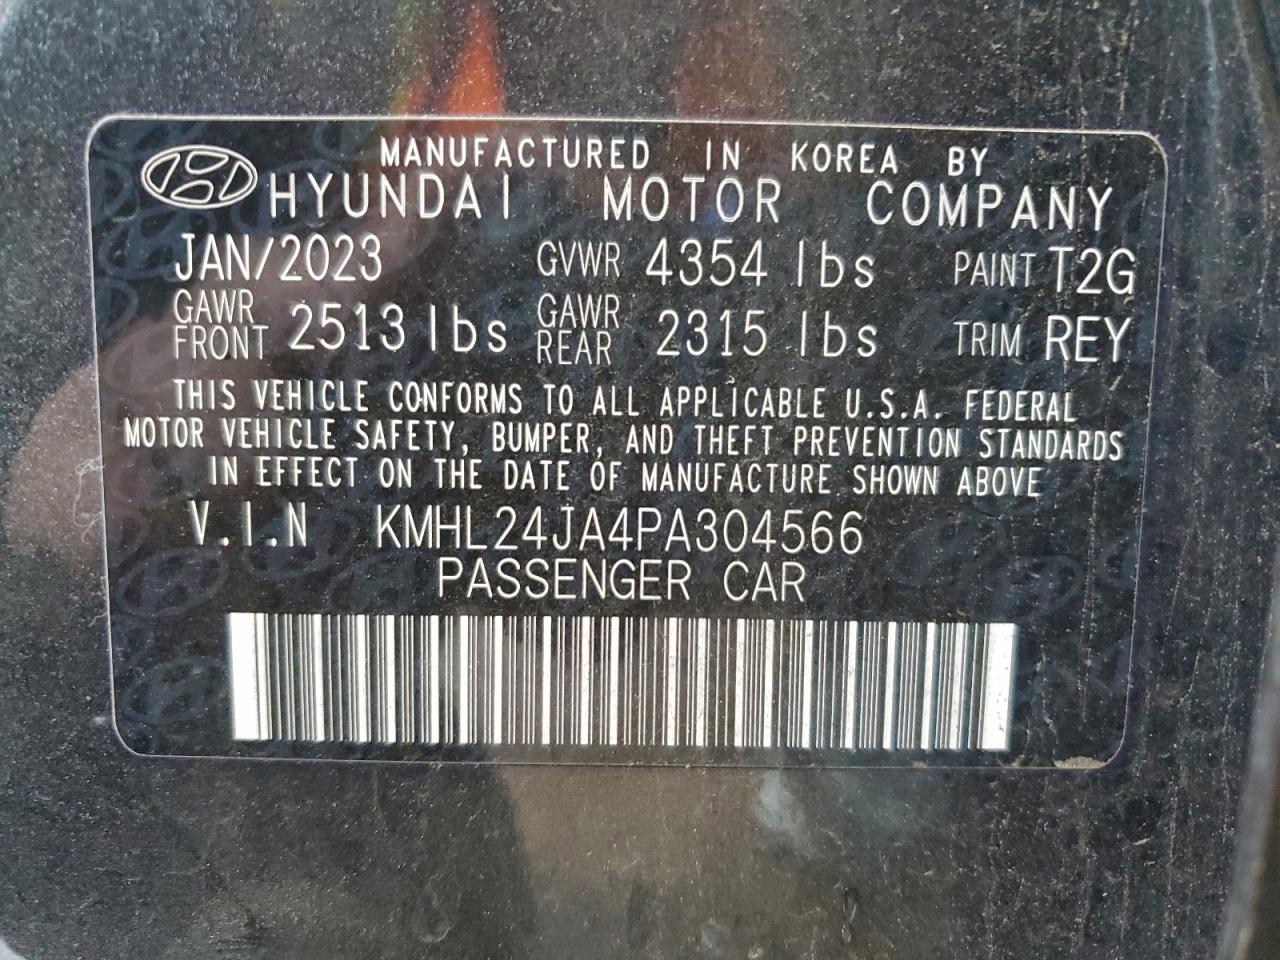 MANUFACTURED IN KOREA BY
HYUNDAI MOTOR COMPANY
JAN/2023 GVWR 4354 lbs PAINT T2G
GAWR FRONT 2513 lbs GAWR REAR 2315 lbs TRIM REY
THIS VEHICLE CONFORMS TO ALL APPLICABLE U.S.A. FEDERAL
MOTOR VEHICLE SAFETY, BUMPER, AND THEFT PREVENTION STANDARDS
IN EFFECT ON THE DATE OF MANUFACTURE SHOWN ABOVE
V.I.N KMHL24JA4PA304566
PASSENGER CAR